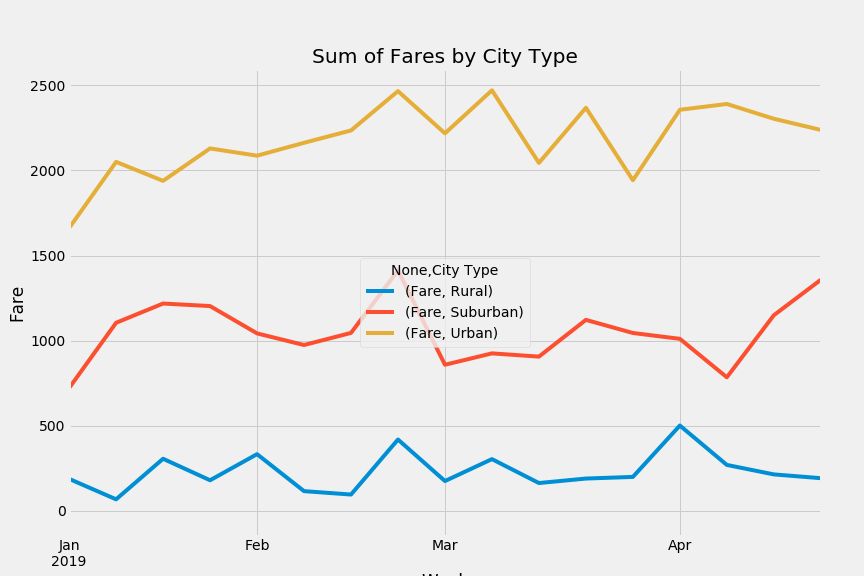 Sum of Fares by City Type
2500
2000
1500
1000
500
0
Fare
None,City Type
(Fare, Rural)
(Fare, Suburban)
(Fare, Urban)
Jan
2019
Feb
Mar
Apr